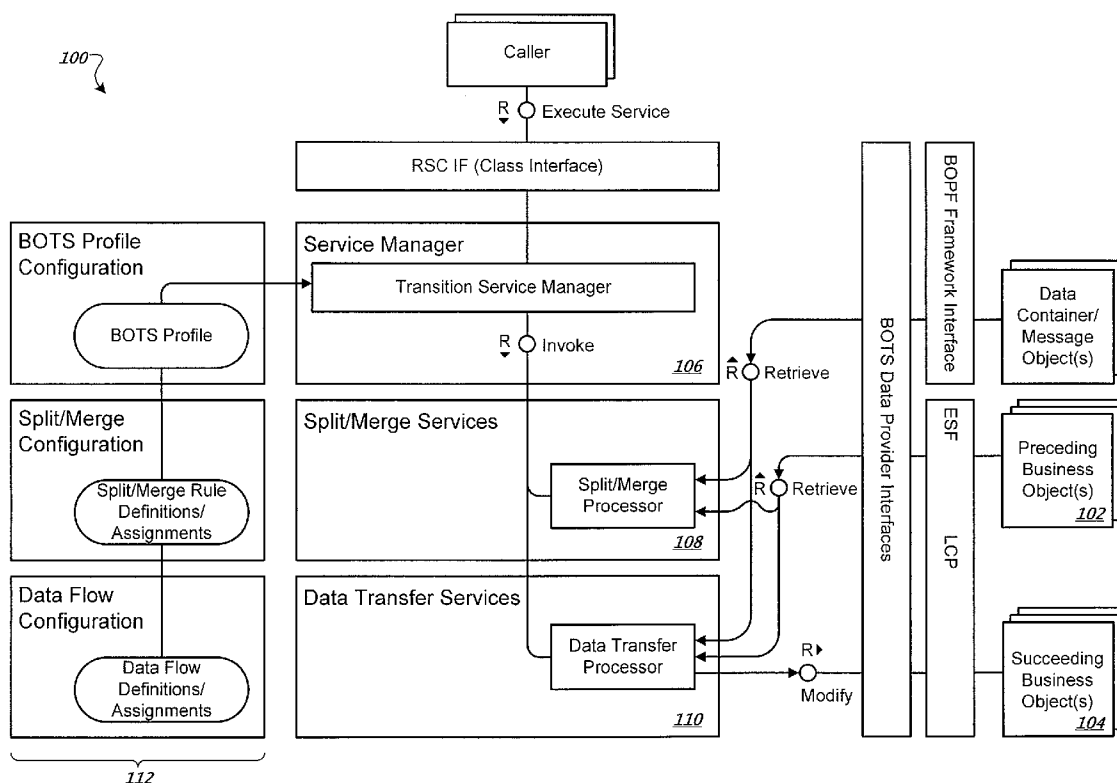 100
Caller
R
Execute Service
RSC IF (Class Interface)
BOTS Profile
Configuration
BOTS Profile
Service Manager
Transition Service Manager
R
Invoke
106
R
Retrieve
Split/Merge
Configuration
Split/Merge Rule
Definitions/
Assignments
Split/Merge Services
Split/Merge
Processor
108
R
Retrieve
Data Flow
Configuration
Data Flow
Definitions/
Assignments
Data Transfer Services
Data Transfer
Processor
110
R
Modify
BOTS Data Provider Interfaces
BOPF Framework Interface
ESF
LCP
Data
Container/
Message
Object(s)
Preceding
Business
Object(s)
102
Succeeding
Business
Object(s)
104
112